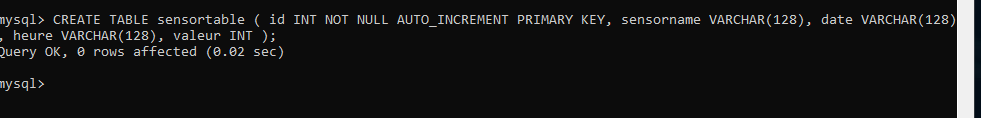 mysql> CREATE TABLE sensortable ( id INT NOT NULL AUTO_INCREMENT PRIMARY KEY, sensorname VARCHAR(128), date VARCHAR(128)
, heure VARCHAR(128), valeur INT );
Query OK, 0 rows affected (0.02 sec)
mysql>